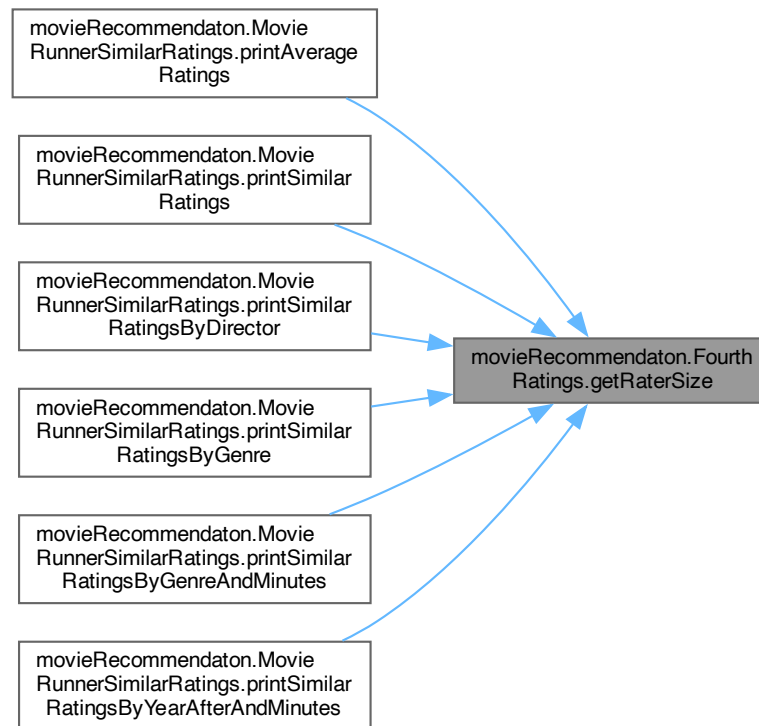 movieRecommendaton.Movie
RunnerSimilarRatings.printAverage
Ratings
movieRecommendaton.Movie
RunnerSimilarRatings.printSimilar
Ratings
movieRecommendaton.Movie
RunnerSimilarRatings.printSimilar
RatingsByDirector
movieRecommendaton.Fourth
Ratings.getRaterSize
movieRecommendaton.Movie
RunnerSimilarRatings.printSimilar
RatingsByGenre
movieRecommendaton.Movie
RunnerSimilarRatings.printSimilar
RatingsByGenreAndMinutes
movieRecommendaton.Movie
RunnerSimilarRatings.printSimilar
RatingsByYearAfterAndMinutes